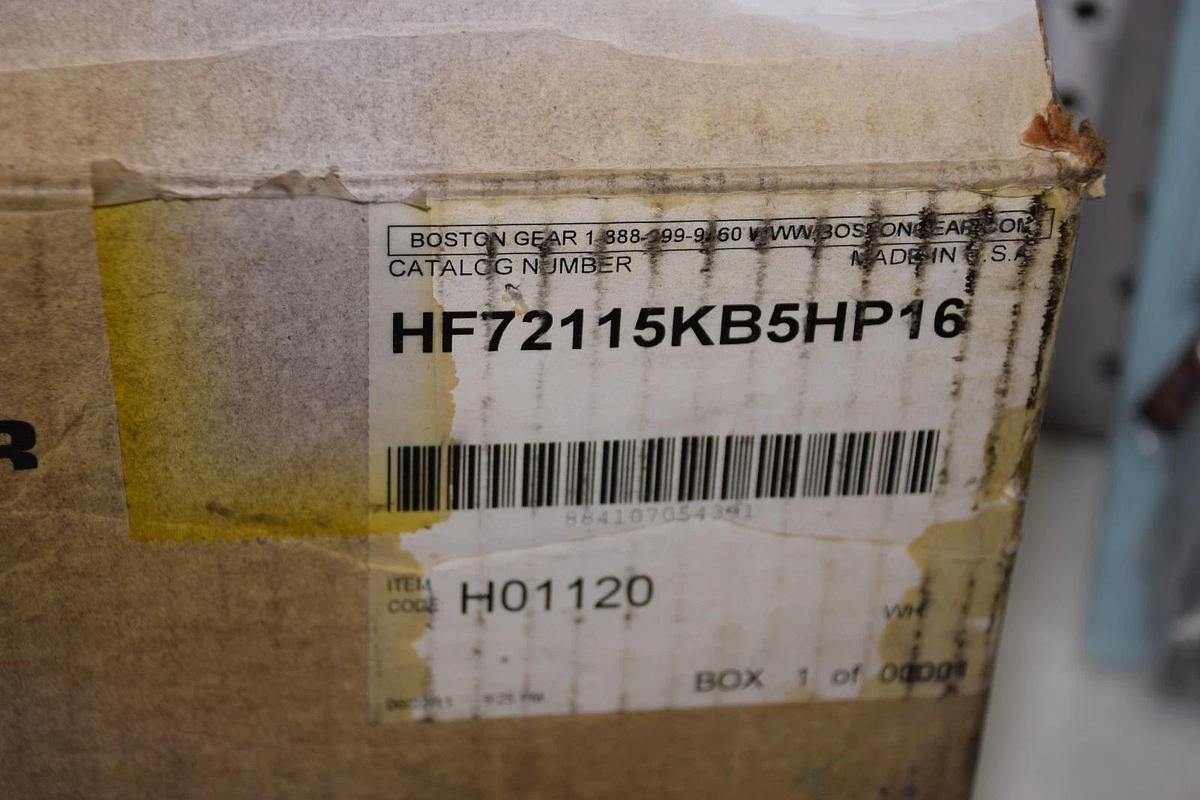 BOSTON GEAR 1-888-999-9860 WWW.BOSTONGEAR.COM
CATALOG NUMBER MADE IN U.S.A
HF72115KB5HP16
R
884107054391
ITEM CODE: H01120
WH
BOX 1 of 00001